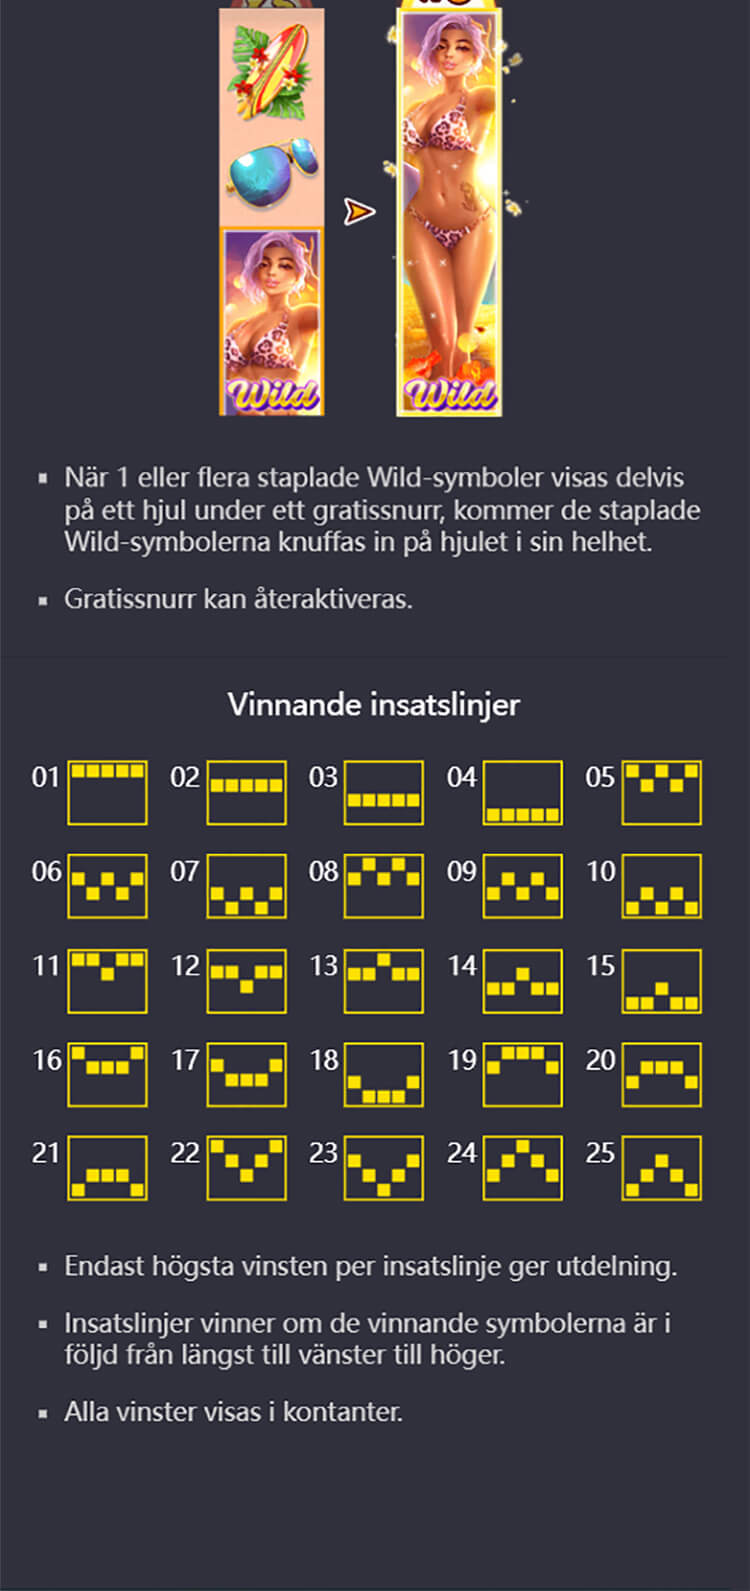 Wild
Wild
När 1 eller flera staplade Wild-symboler visas delvis
på ett hjul under ett gratissnurr, kommer de staplade
Wild-symbolerna knuffas in på hjulet i sin helhet.
Gratissnurr kan återaktiveras.
Vinnande insatslinjer
01 02 03 04 05
06 07 08 09 10
11 12 13 14 15
16 17 18 19 20
21 22 23 24 25
Endast högsta vinsten per insatslinje ger utdelning.
Insatslinjer vinner om de vinnande symbolerna är i
följd från längst till vänster till höger.
Alla vinster visas i kontanter.